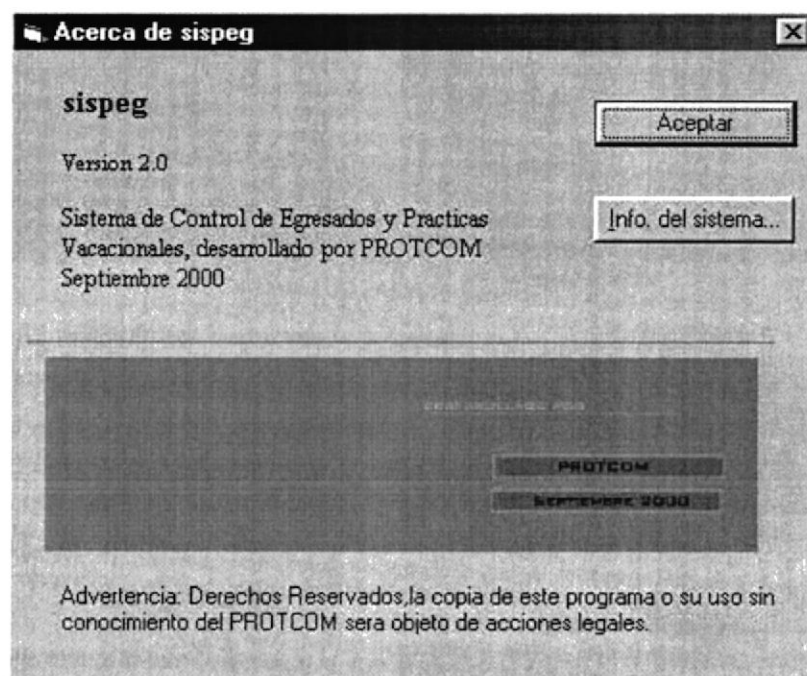 Acerca de sispeg
sispeg
Aceptar
Version 2.0
Sistema de Control de Egresados y Practicas
Vacacionales, desarrollado por PROTCOM
Septiembre 2000
Info. del sistema...
DESARROLLADO POR
PROTCOM
SEPTIEMBRE 2000
Advertencia: Derechos Reservados,la copia de este programa o su uso sin
conocimiento del PROTCOM sera objeto de acciones legales.